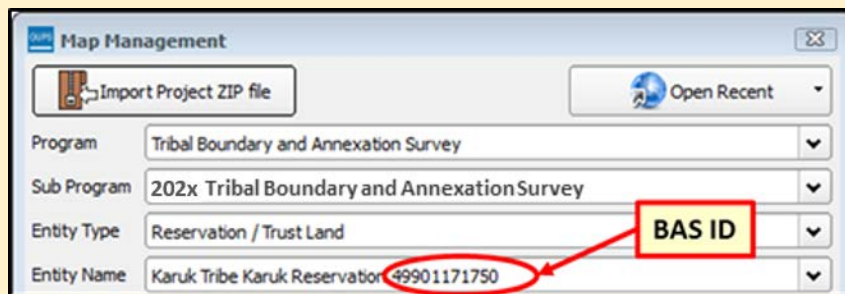 GUPS Map Management
Import Project ZIP file
Open Recent
Program Tribal Boundary and Annexation Survey
Sub Program 202x Tribal Boundary and Annexation Survey
Entity Type Reservation / Trust Land
BAS ID
Entity Name Karuk Tribe Karuk Reservation 49901171750